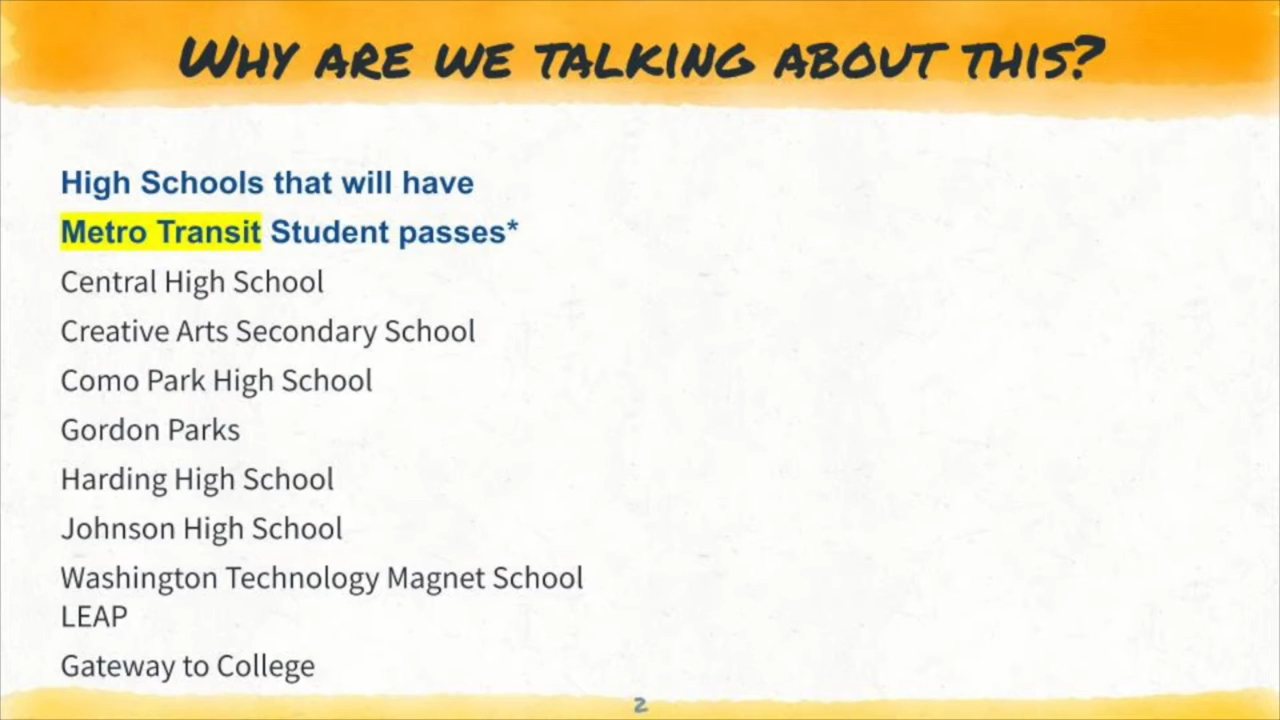 WHY ARE WE TALKING ABOUT THIS?
High Schools that will have
Metro Transit Student passes*
Central High School
Creative Arts Secondary School
Como Park High School
Gordon Parks
Harding High School
Johnson High School
Washington Technology Magnet School
LEAP
Gateway to College
2